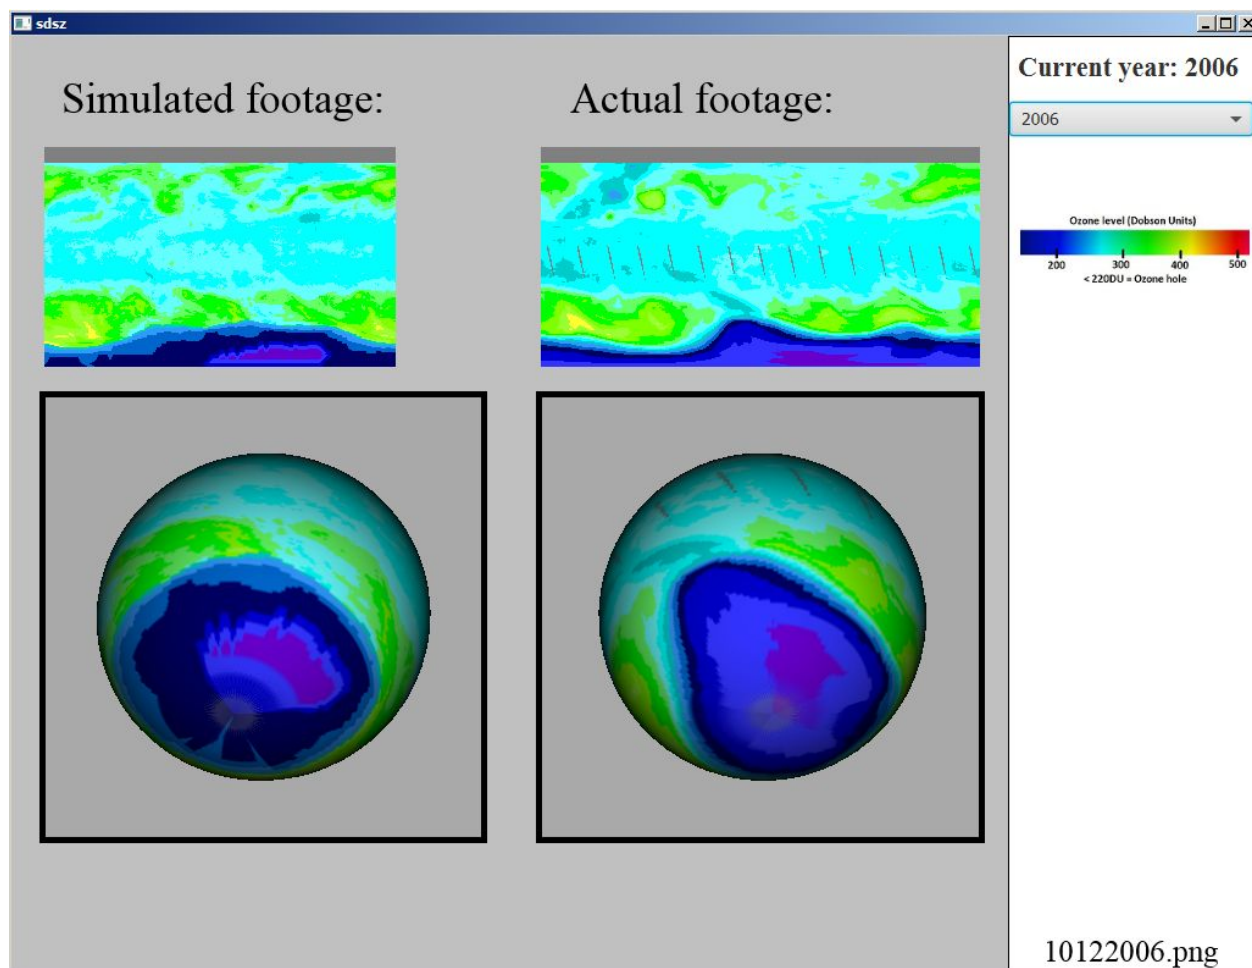 sdsz
Simulated footage:
Actual footage:
Current year: 2006
2006
Ozone level (Dobson Units)
200 300 400 500
< 220DU = Ozone hole
10122006.png